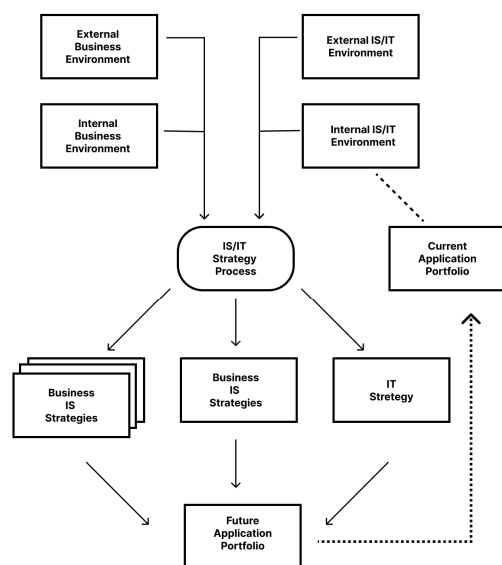 External
Business
Environment
External IS/IT
Environment
Internal
Business
Environment
Internal IS/IT
Environment
IS/IT
Strategy
Process
Current
Application
Portfolio
Business
IS
Strategies
Business
IS
Strategies
IT
Stretegy
Future
Application
Portfolio